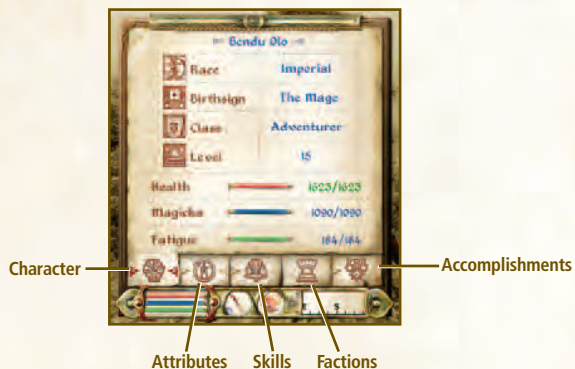 Bendu Olo
Race Imperial
Birthsign The Mage
Class Adventurer
Level 15
Health 1623/1623
Magicka 1090/1090
Fatigue 184/184
Character
Accomplishments
Attributes Skills Factions